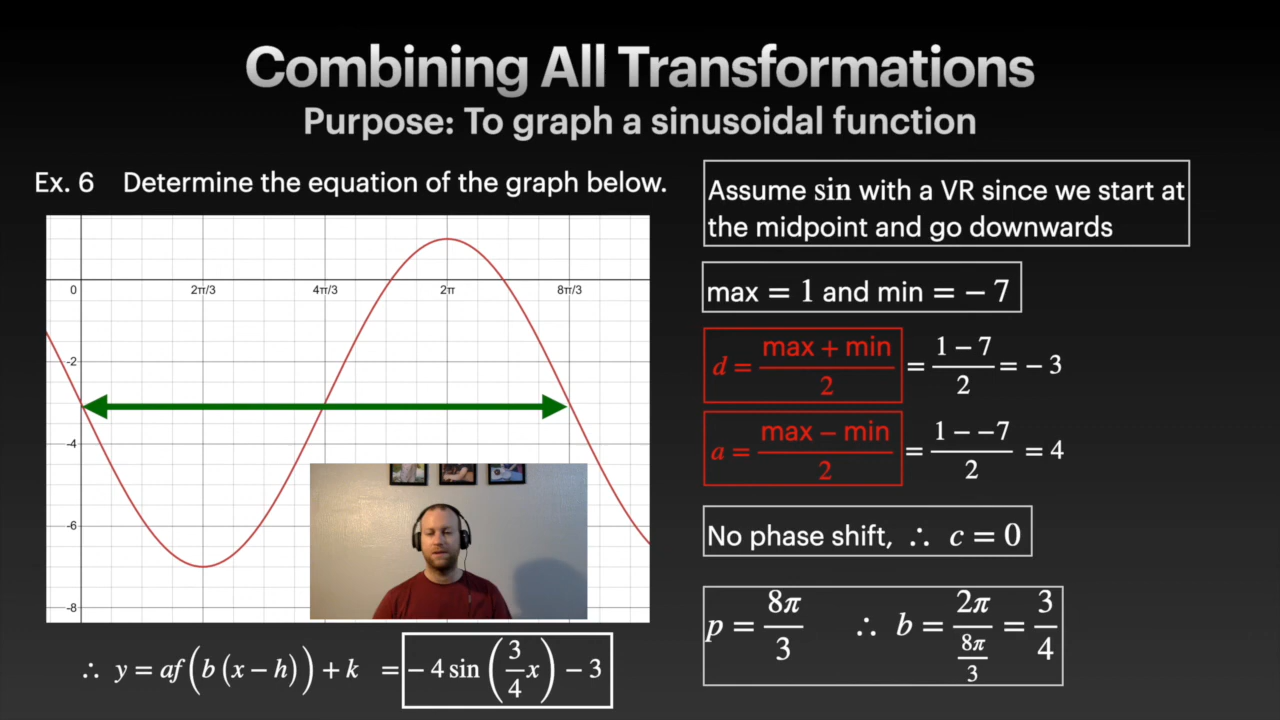 Combining All Transformations
Purpose: To graph a sinusoidal function
Ex. 6 Determine the equation of the graph below.
0 2π/3 4π/3 2π 8π/3
-2
-4
-6
-8
∴ y = af(b(x − h)) + k = − 4 sin (3/4 x) − 3
Assume sin with a VR since we start at
the midpoint and go downwards
max = 1 and min = − 7
d = (max + min)/2 = (1 − 7)/2 = − 3
a = (max − min)/2 = (1 − −7)/2 = 4
No phase shift, ∴ c = 0
p = 8π/3 ∴ b = 2π/(8π/3) = 3/4